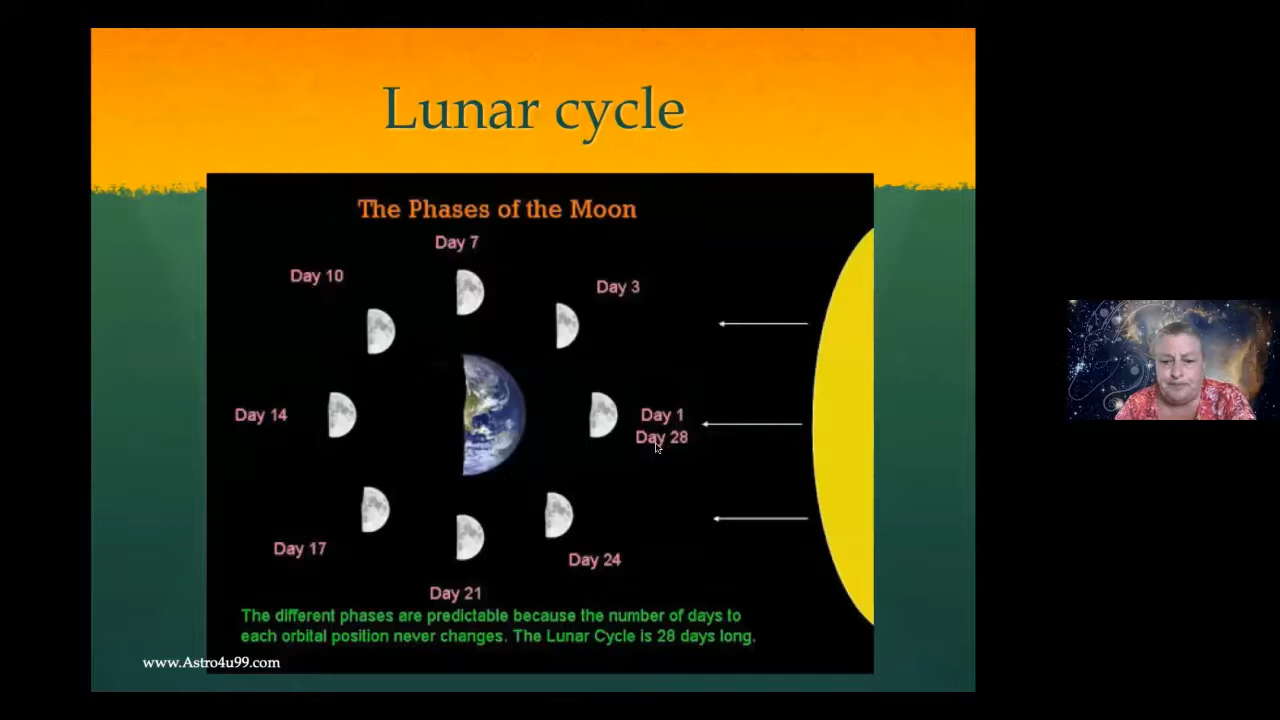 Lunar cycle
The Phases of the Moon
Day 7
Day 10
Day 3
Day 14
Day 1
Day 28
Day 17
Day 24
Day 21
The different phases are predictable because the number of days to
each orbital position never changes. The Lunar Cycle is 28 days long.
www.Astro4u99.com